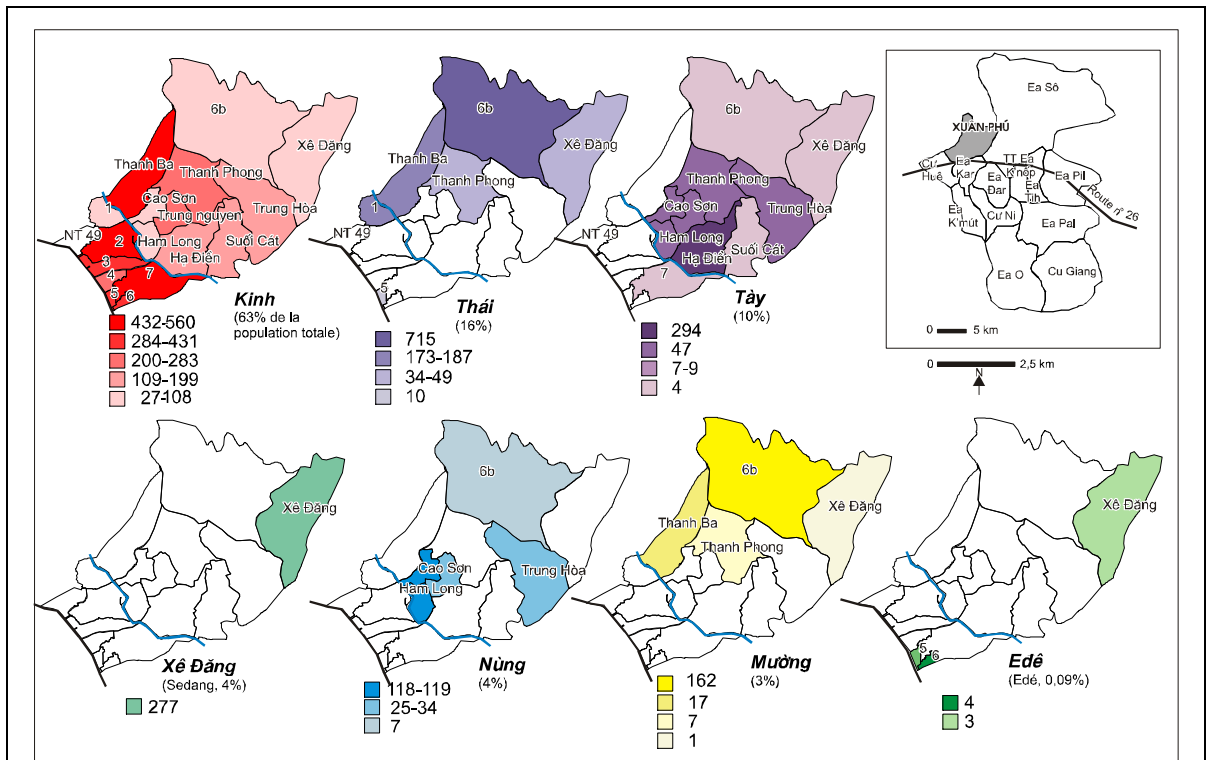 6b
Xê Đăng
Thanh Ba
Thanh Phong
Cao Sơn
Trung nguyen
Trung Hòa
1
NT 49
2
Ham Long
Suối Cát
Hạ Điền
3
4
7
5
6
Kinh
(63% de la
population totale)
432-560
284-431
200-283
109-199
27-108
6b
Xê Đăng
Thanh Ba
Thanh Phong
1
NT 49
5
Thái
(16%)
715
173-187
34-49
10
6b
Xê Đăng
Thanh Phong
Cao Sơn
Trung Hòa
NT 49
Ham Long
Suối Cát
Hạ Điền
7
Tày
(10%)
294
47
7-9
4
Ea Sô
XUÂN PHÚ
Cư
Huê
Ea
Kar
TT Ea
K'nốp
Ea Pil
Ea
Đar
Ea
Tih
Route n° 26
Ea
K'mút
Cư Ni
Ea Pal
Ea O
Cu Giang
0
5 km
0
2,5 km
N
Xê Đăng
Xê Đăng
(Sedang, 4%)
277
6b
Cao Sơn
Trung Hòa
Ham Long
Nùng
(4%)
118-119
25-34
7
6b
Xê Đăng
Thanh Ba
Thanh Phong
Mường
(3%)
162
17
7
1
Xê Đăng
5
6
Edê
(Edé, 0,09%)
4
3